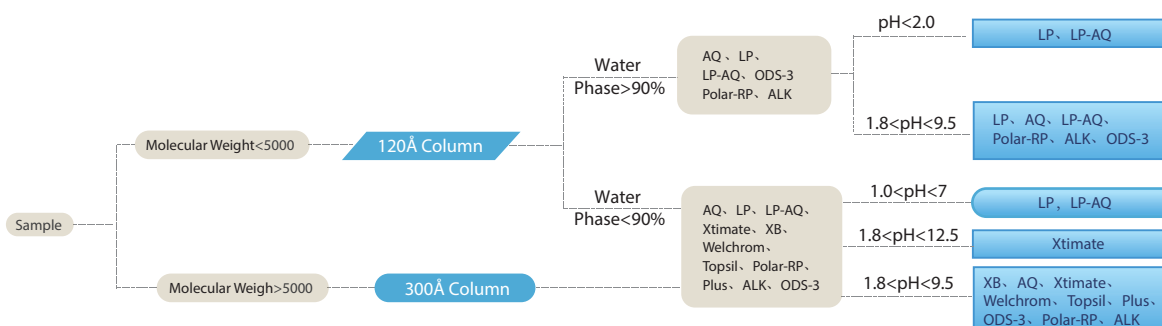 Sample
Molecular Weight<5000
120Å Column
Water
Phase>90%
AQ 、LP、
LP-AQ、ODS-3
Polar-RP、ALK
pH<2.0
LP、LP-AQ
1.8<pH<9.5
LP、AQ、LP-AQ、
Polar-RP、ALK、ODS-3
Water
Phase<90%
AQ、LP、LP-AQ、
Xtimate、XB、
Welchrom、
Topsil、Polar-RP、
Plus、ALK、ODS-3
1.0<pH<7
LP，LP-AQ
1.8<pH<12.5
Xtimate
1.8<pH<9.5
XB、AQ、Xtimate、
Welchrom、Topsil、Plus、
ODS-3、Polar-RP、ALK
Molecular Weigh>5000
300Å Column